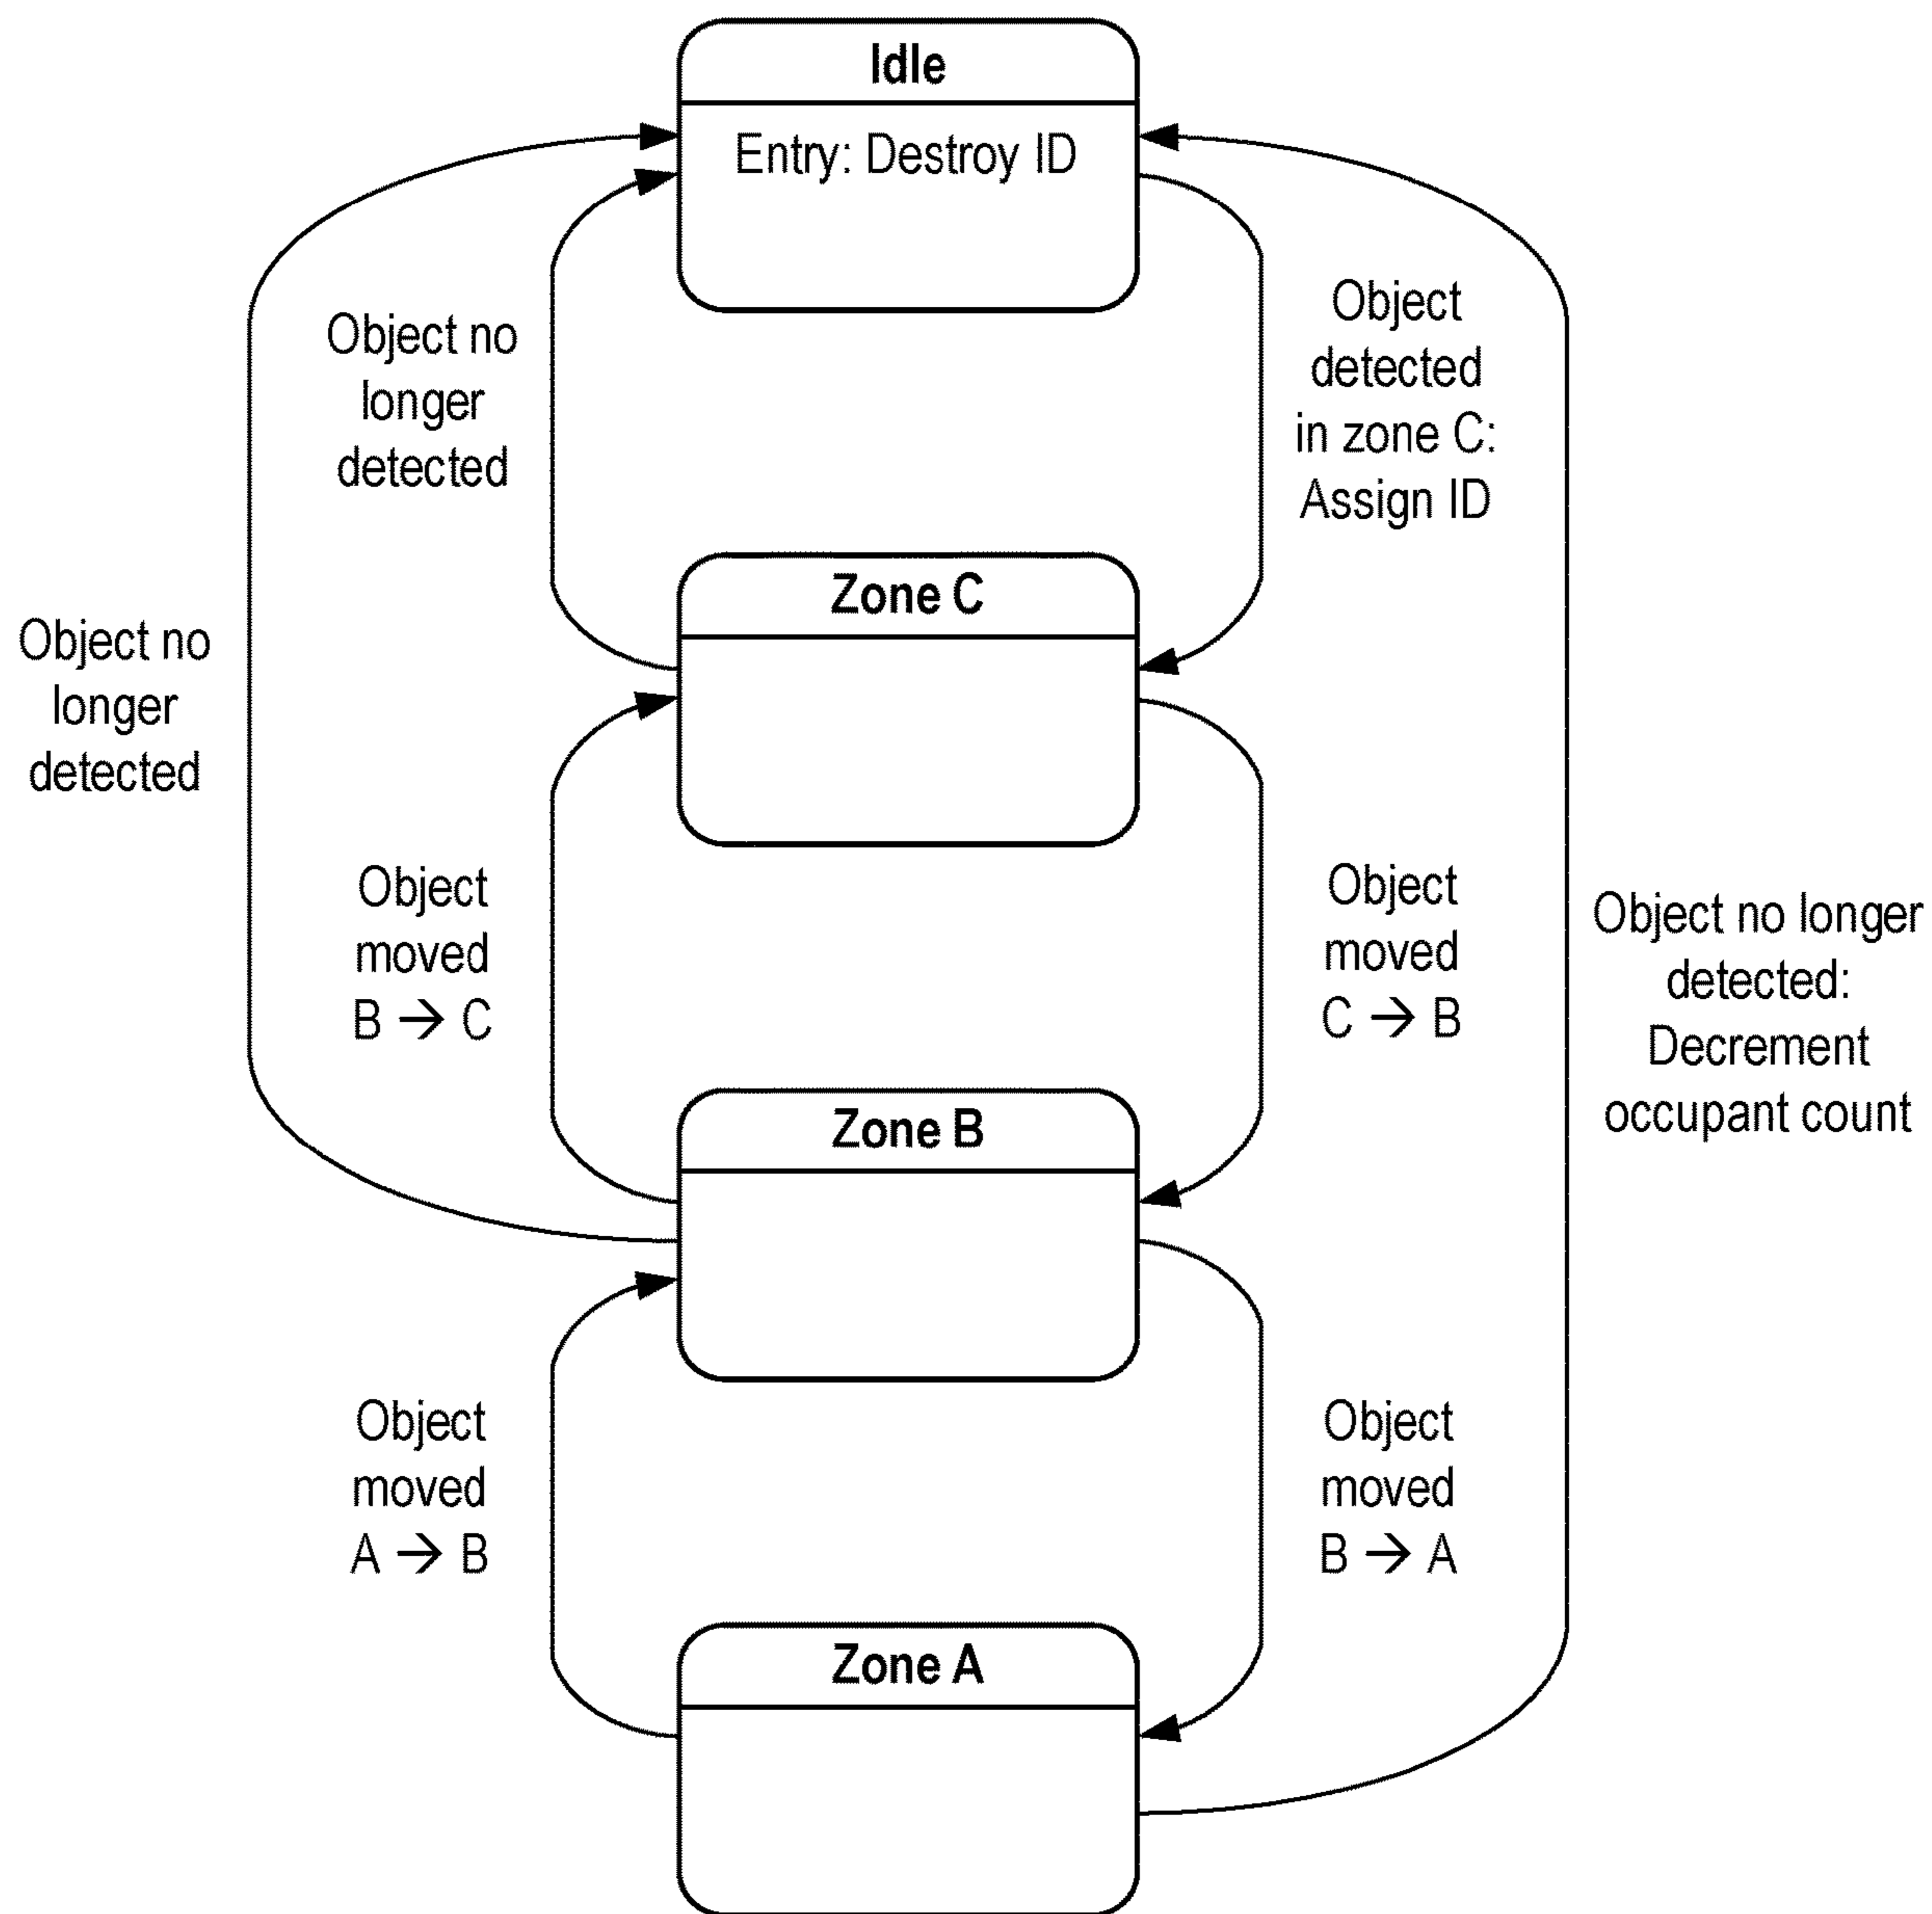 Idle
Entry: Destroy ID
Object no
longer
detected
Object
detected
in zone C:
Assign ID
Zone C
Object no
longer
detected
Object
moved
B → C
Object
moved
C → B
Object no longer
detected:
Decrement
occupant count
Zone B
Object
moved
A → B
Object
moved
B → A
Zone A